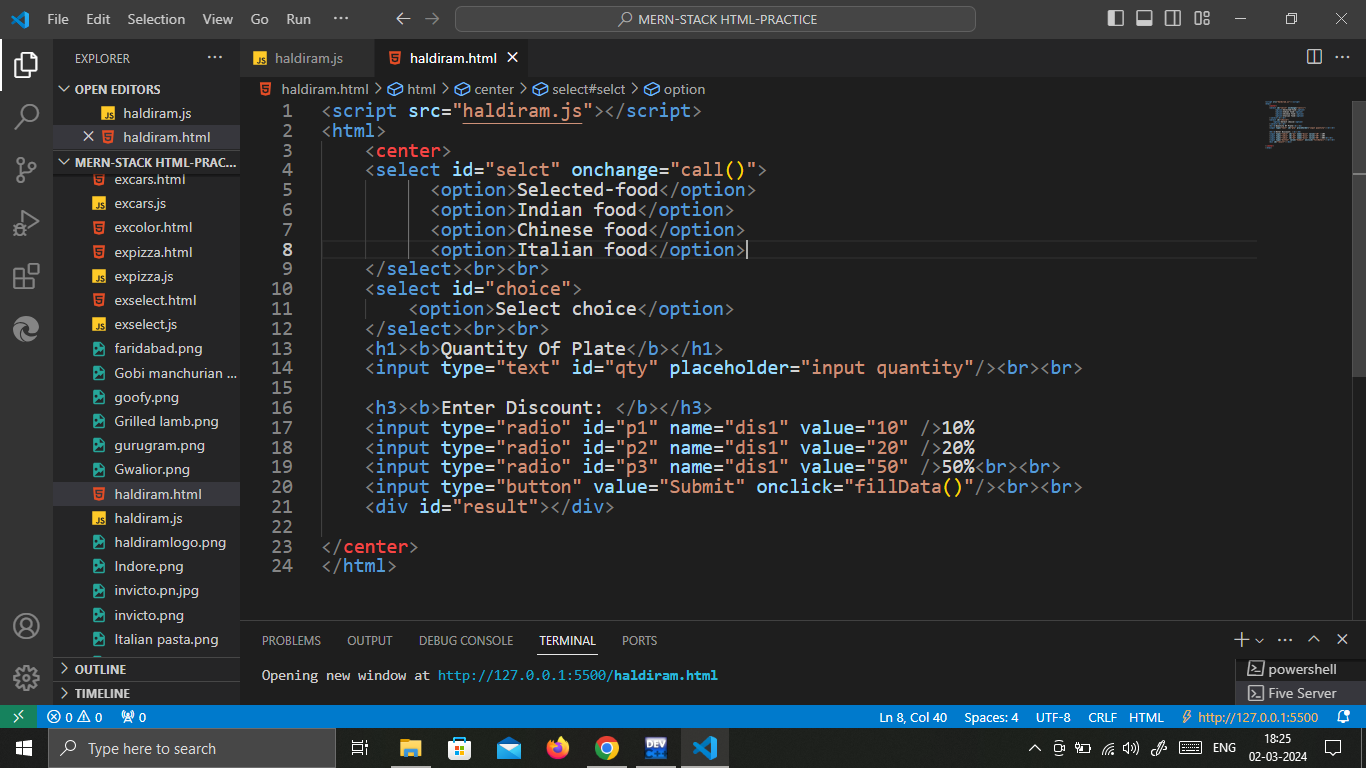 File Edit Selection View Go Run ··· MERN-STACK HTML-PRACTICE
EXPLORER ···
OPEN EDITORS
JS haldiram.js
haldiram.html
MERN-STACK HTML-PRAC...
excars.html
JS excars.js
excolor.html
expizza.html
JS expizza.js
exselect.html
JS exselect.js
faridabad.png
Gobi manchurian ...
goofy.png
Grilled lamb.png
gurugram.png
Gwalior.png
haldiram.html
JS haldiram.js
haldiramlogo.png
Indore.png
invicto.pn.jpg
invicto.png
Italian pasta.png
OUTLINE
TIMELINE
JS haldiram.js haldiram.html
haldiram.html > html > center > select#selct > option
1 <script src="haldiram.js"></script>
2 <html>
3 <center>
4 <select id="selct" onchange="call()">
5 <option>Selected-food</option>
6 <option>Indian food</option>
7 <option>Chinese food</option>
8 <option>Italian food</option>
9 </select><br><br>
10 <select id="choice">
11 <option>Select choice</option>
12 </select><br><br>
13 <h1><b>Quantity Of Plate</b></h1>
14 <input type="text" id="qty" placeholder="input quantity"/><br><br>
15
16 <h3><b>Enter Discount: </b></h3>
17 <input type="radio" id="p1" name="dis1" value="10" />10%
18 <input type="radio" id="p2" name="dis1" value="20" />20%
19 <input type="radio" id="p3" name="dis1" value="50" />50%<br><br>
20 <input type="button" value="Submit" onclick="fillData()"/><br><br>
21 <div id="result"></div>
22
23 </center>
24 </html>
PROBLEMS OUTPUT DEBUG CONSOLE TERMINAL PORTS
Opening new window at http://127.0.0.1:5500/haldiram.html
powershell
Five Server
0 0 0 Ln 8, Col 40 Spaces: 4 UTF-8 CRLF HTML http://127.0.0.1:5500
Type here to search DEV ENG 18:25
02-03-2024